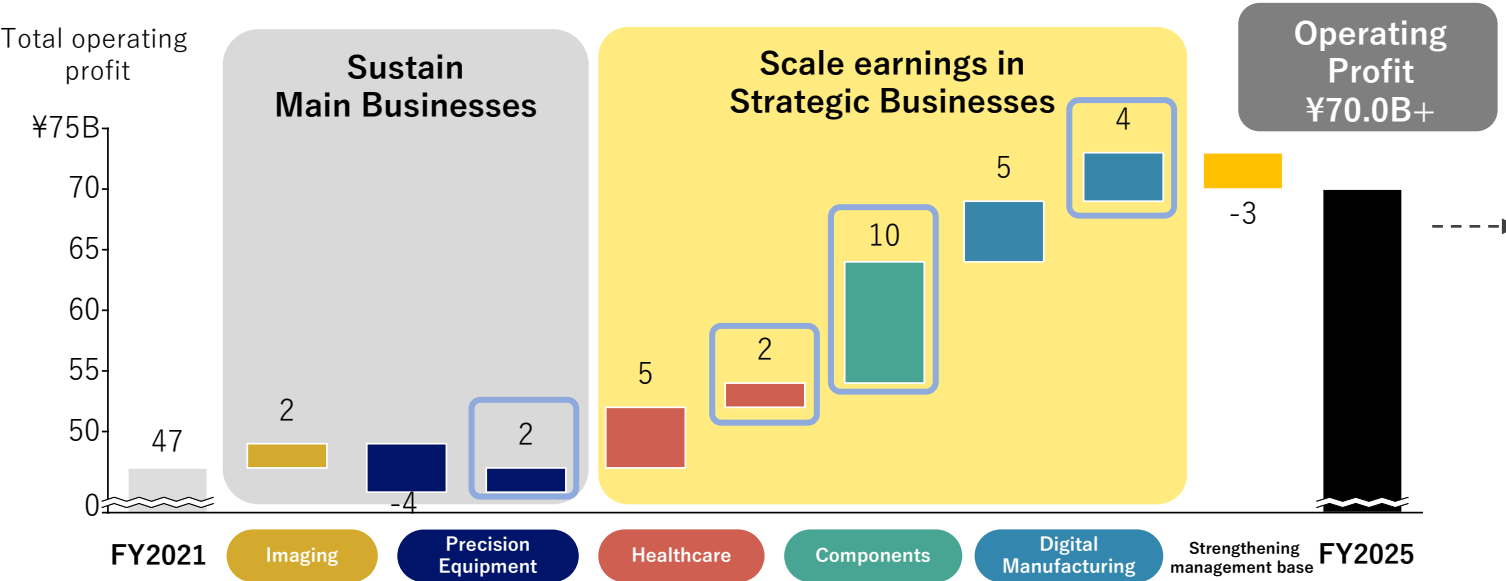 Total operating
profit
Sustain
Main Businesses
Scale earnings in
Strategic Businesses
Operating
Profit
¥70.0B+
¥75B
70
65
60
55
50
0
47
2
-4
2
5
2
10
5
4
-3
FY2021
Imaging
Precision
Equipment
Healthcare
Components
Digital
Manufacturing
Strengthening
management base
FY2025